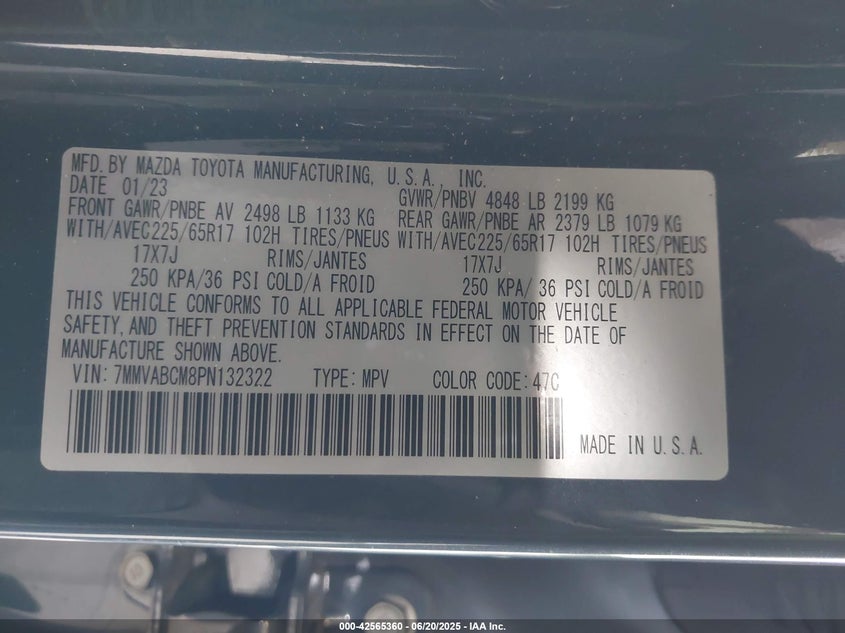 MFD. BY MAZDA TOYOTA MANUFACTURING, U.S.A. INC.
DATE 01/23
GVWR/PNBV 4848 LB 2199 KG
FRONT GAWR/PNBE AV 2498 LB 1133 KG
REAR GAWR/PNBE AR 2379 LB 1079 KG
WITH/AVEC225/65R17 102H TIRES/PNEUS WITH/AVEC225/65R17 102H TIRES/PNEUS
17X7J RIMS/JANTES 17X7J RIMS/JANTES
250 KPA/36 PSI COLD/A FROID 250 KPA/ 36 PSI COLD/A FROID
THIS VEHICLE CONFORMS TO ALL APPLICABLE FEDERAL MOTOR VEHICLE
SAFETY, AND THEFT PREVENTION STANDARDS IN EFFECT ON THE DATE OF
MANUFACTURE SHOWN ABOVE.
VIN: 7MMVABCM8PN132322 TYPE: MPV COLOR CODE: 47C
MADE IN U.S.A.
000-42565360 - 06/20/2025 - IAA Inc.